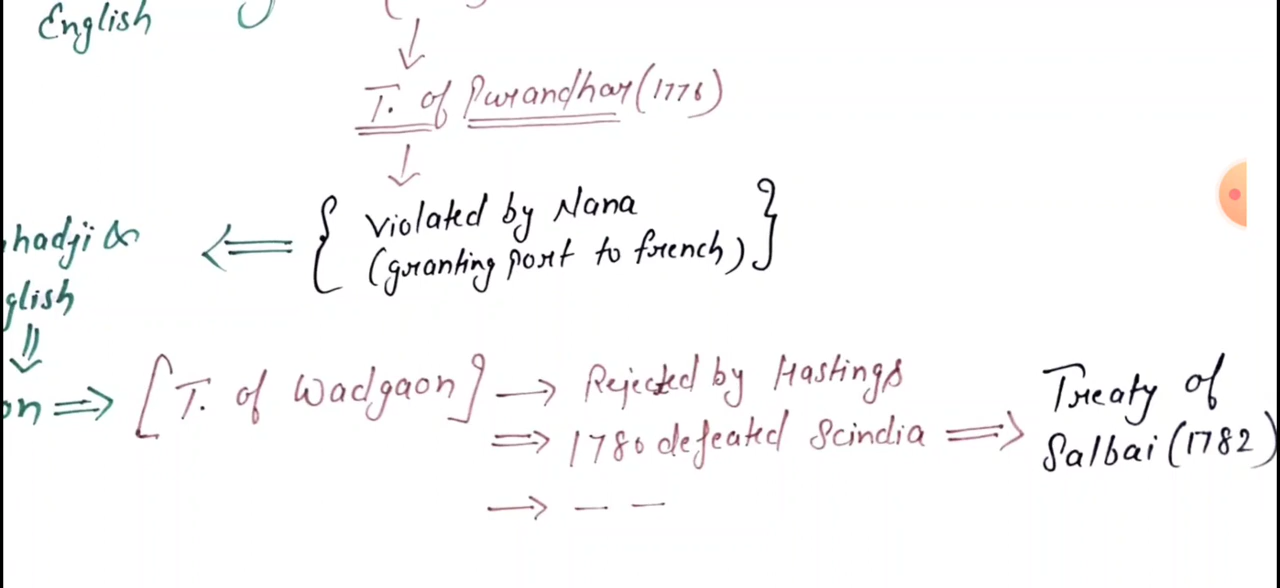 English
T. of Purandhar (1776)
violated by Nana
(granting port to french)
hadji &
glish
on ⇒ [T. of Wadgaon] → Rejected by Hastings
⇒ 1780 defeated Scindia ⇒ Treaty of
Salbai (1782)
→ — —